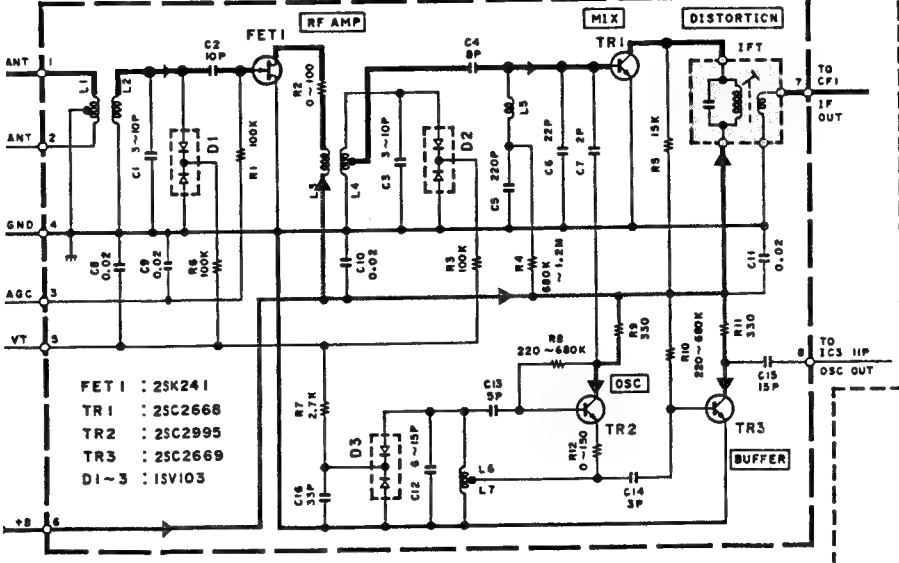 RF AMP
MIX
DISTORTICN
FET1
TR1
IFT
ANT 1
L1
L2
C2
10P
C4
8P
7
TO
CF1
IF
OUT
R2
0~100
L5
ANT 2
C1 3~10P
D1
R1 100K
L3
L4
C3 3~10P
D2
C5 220P
C6 22P
C7 2P
R5 15K
GND 4
C8 0.02
C9 0.02
R6 100K
C10 0.02
R3 100K
R4 680K ~1.2M
C11 0.02
AGC 3
VT 5
R8
220~680K
R9
330
R10 220~680K
R11
330
8
TO
IC3 11P
OSC OUT
C15
15P
FET1 : 2SK241
TR1 : 2SC2668
TR2 : 2SC2995
TR3 : 2SC2669
D1~3 : 1SV103
R7 2.7K
C13
5P
OSC
TR2
TR3
BUFFER
D3
C12 6~15P
C16 33P
R12 0~150
L6
L7
C14
3P
+B 6